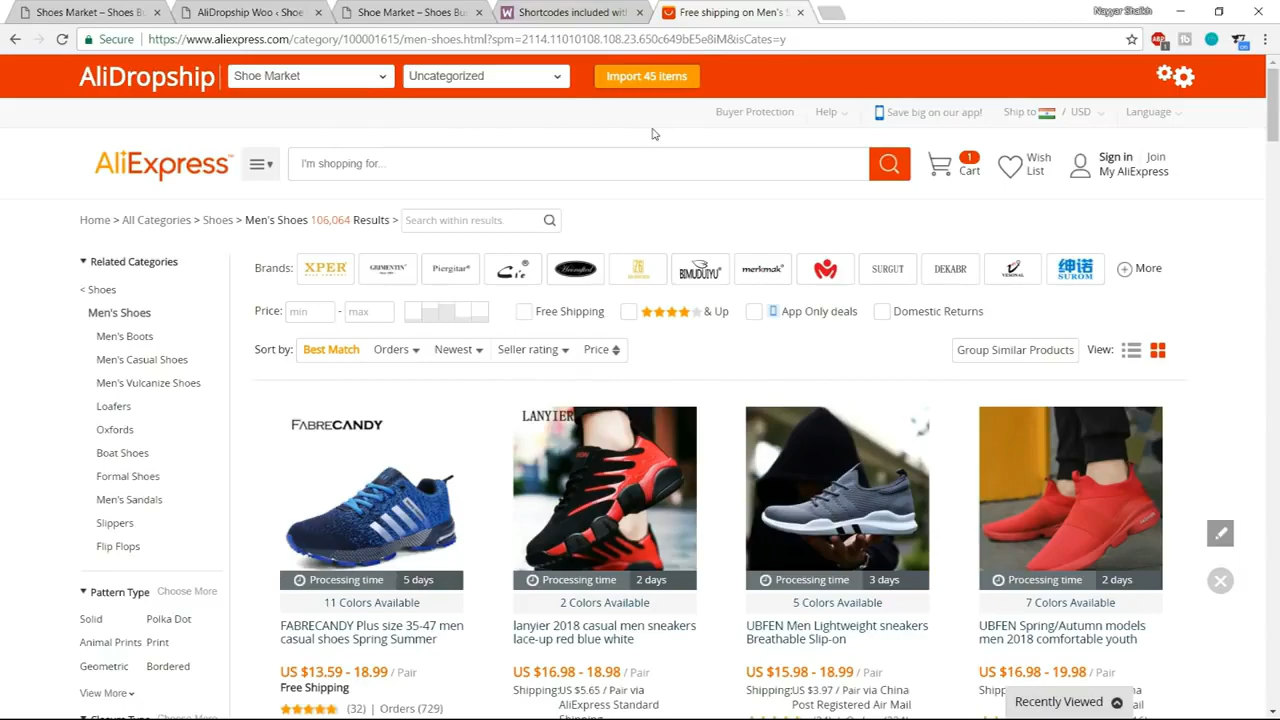 Shoes Market – Shoes Bu
AliDropship Woo ‹ Shoe
Shoe Market – Shoes Bu
Shortcodes included with
Free shipping on Men's S
Nayyar Shaikh
Secure
https://www.aliexpress.com/category/100001615/men-shoes.html?spm=2114.11010108.108.23.650c649bE5e8iM&isCates=y
AliDropship
Shoe Market
Uncategorized
Import 45 items
Buyer Protection
Help
Save big on our app!
Ship to / USD
Language
AliExpress™
I'm shopping for...
1
Cart
Wish
List
Sign in Join
My AliExpress
Home > All Categories > Shoes > Men's Shoes 106,064 Results >
Search within results.
Related Categories
< Shoes
Men's Shoes
Men's Boots
Men's Casual Shoes
Men's Vulcanize Shoes
Loafers
Oxfords
Boat Shoes
Formal Shoes
Men's Sandals
Slippers
Flip Flops
Pattern Type Choose More
Solid Polka Dot
Animal Prints Print
Geometric Bordered
View More
Brands:
XPER
GRIMENTIN
Piergitar
BIMUDUIYU
merkmak
SURGUT
DEKABR
VESONAL
绅诺
SUROM
More
Price: min - max
Free Shipping
& Up
App Only deals
Domestic Returns
Sort by: Best Match Orders Newest Seller rating Price
Group Similar Products
View:
FABRECANDY
Processing time 5 days
11 Colors Available
FABRECANDY Plus size 35-47 men
casual shoes Spring Summer
US $13.59 - 18.99 / Pair
Free Shipping
(32) | Orders (729)
LANYIER
Processing time 2 days
2 Colors Available
lanyier 2018 casual men sneakers
lace-up red blue white
US $16.98 - 18.98 / Pair
Shipping:US $5.65 / Pair via
AliExpress Standard
Processing time 3 days
5 Colors Available
UBFEN Men Lightweight sneakers
Breathable Slip-on
US $15.98 - 18.99 / Pair
Shipping:US $3.97 / Pair via China
Post Registered Air Mail
Processing time 2 days
7 Colors Available
UBFEN Spring/Autumn models
men 2018 comfortable youth
US $16.98 - 19.98 / Pair
Recently Viewed